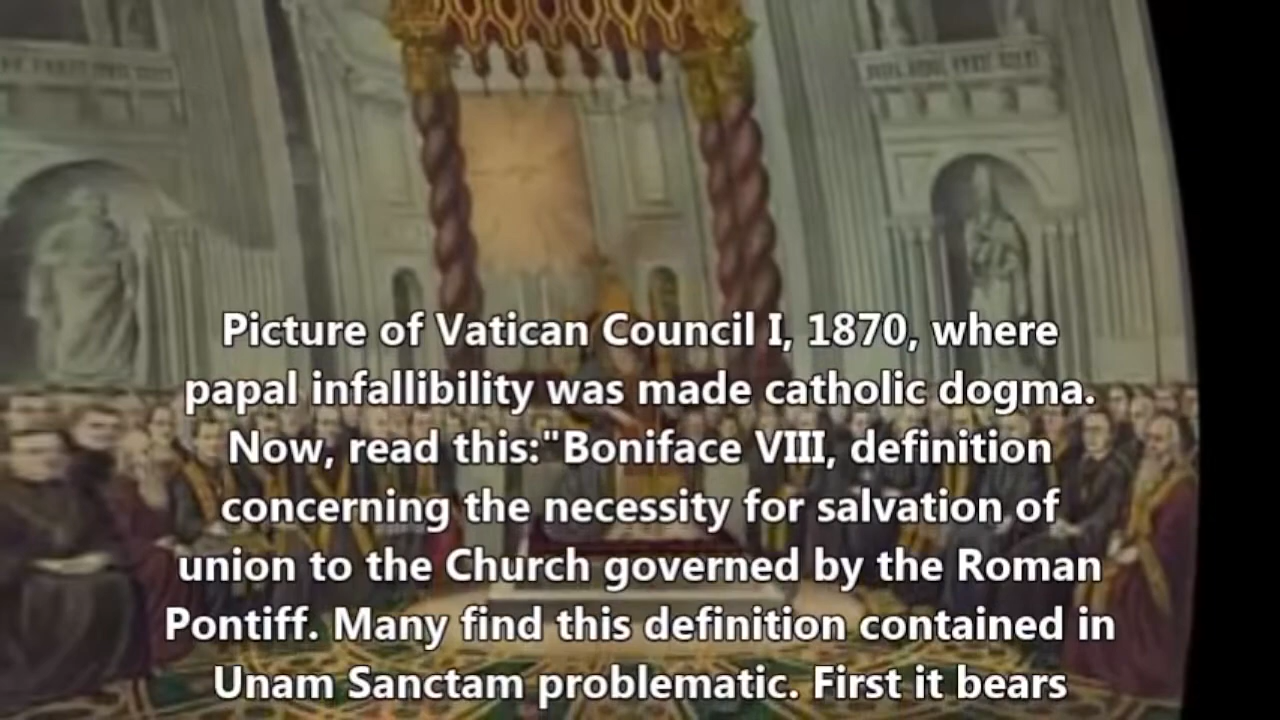 Picture of Vatican Council I, 1870, where
papal infallibility was made catholic dogma.
Now, read this:"Boniface VIII, definition
concerning the necessity for salvation of
union to the Church governed by the Roman
Pontiff. Many find this definition contained in
Unam Sanctam problematic. First it bears